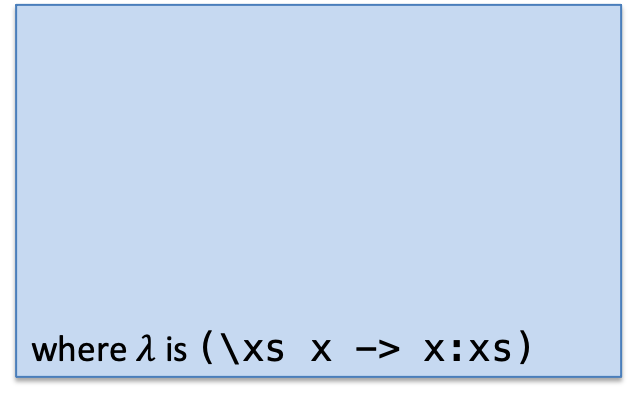 where λ is (\xs x -> x:xs)